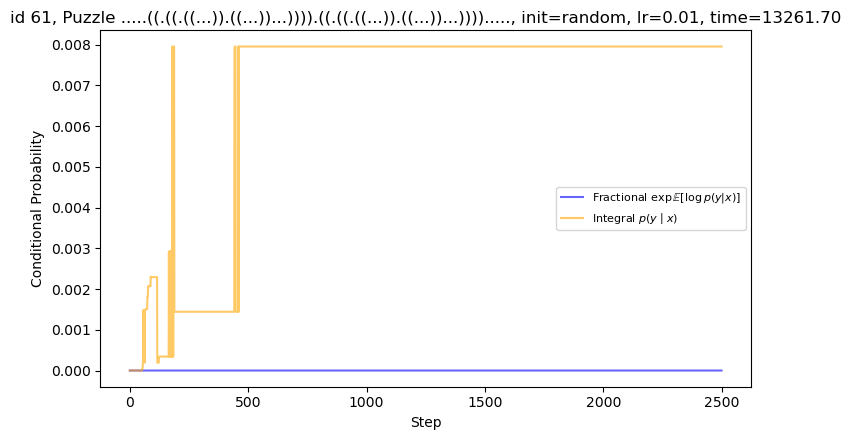 id 61, Puzzle .....((.((.((...)).((...))...)))).((.((.((...)).((...))...))))....., init=random, lr=0.01, time=13261.70
0.008
0.007
0.006
0.005
0.004
0.003
0.002
0.001
0.000
Conditional Probability
Fractional exp𝔼[log p(y|x)]
Integral p(y | x)
0 500 1000 1500 2000 2500
Step